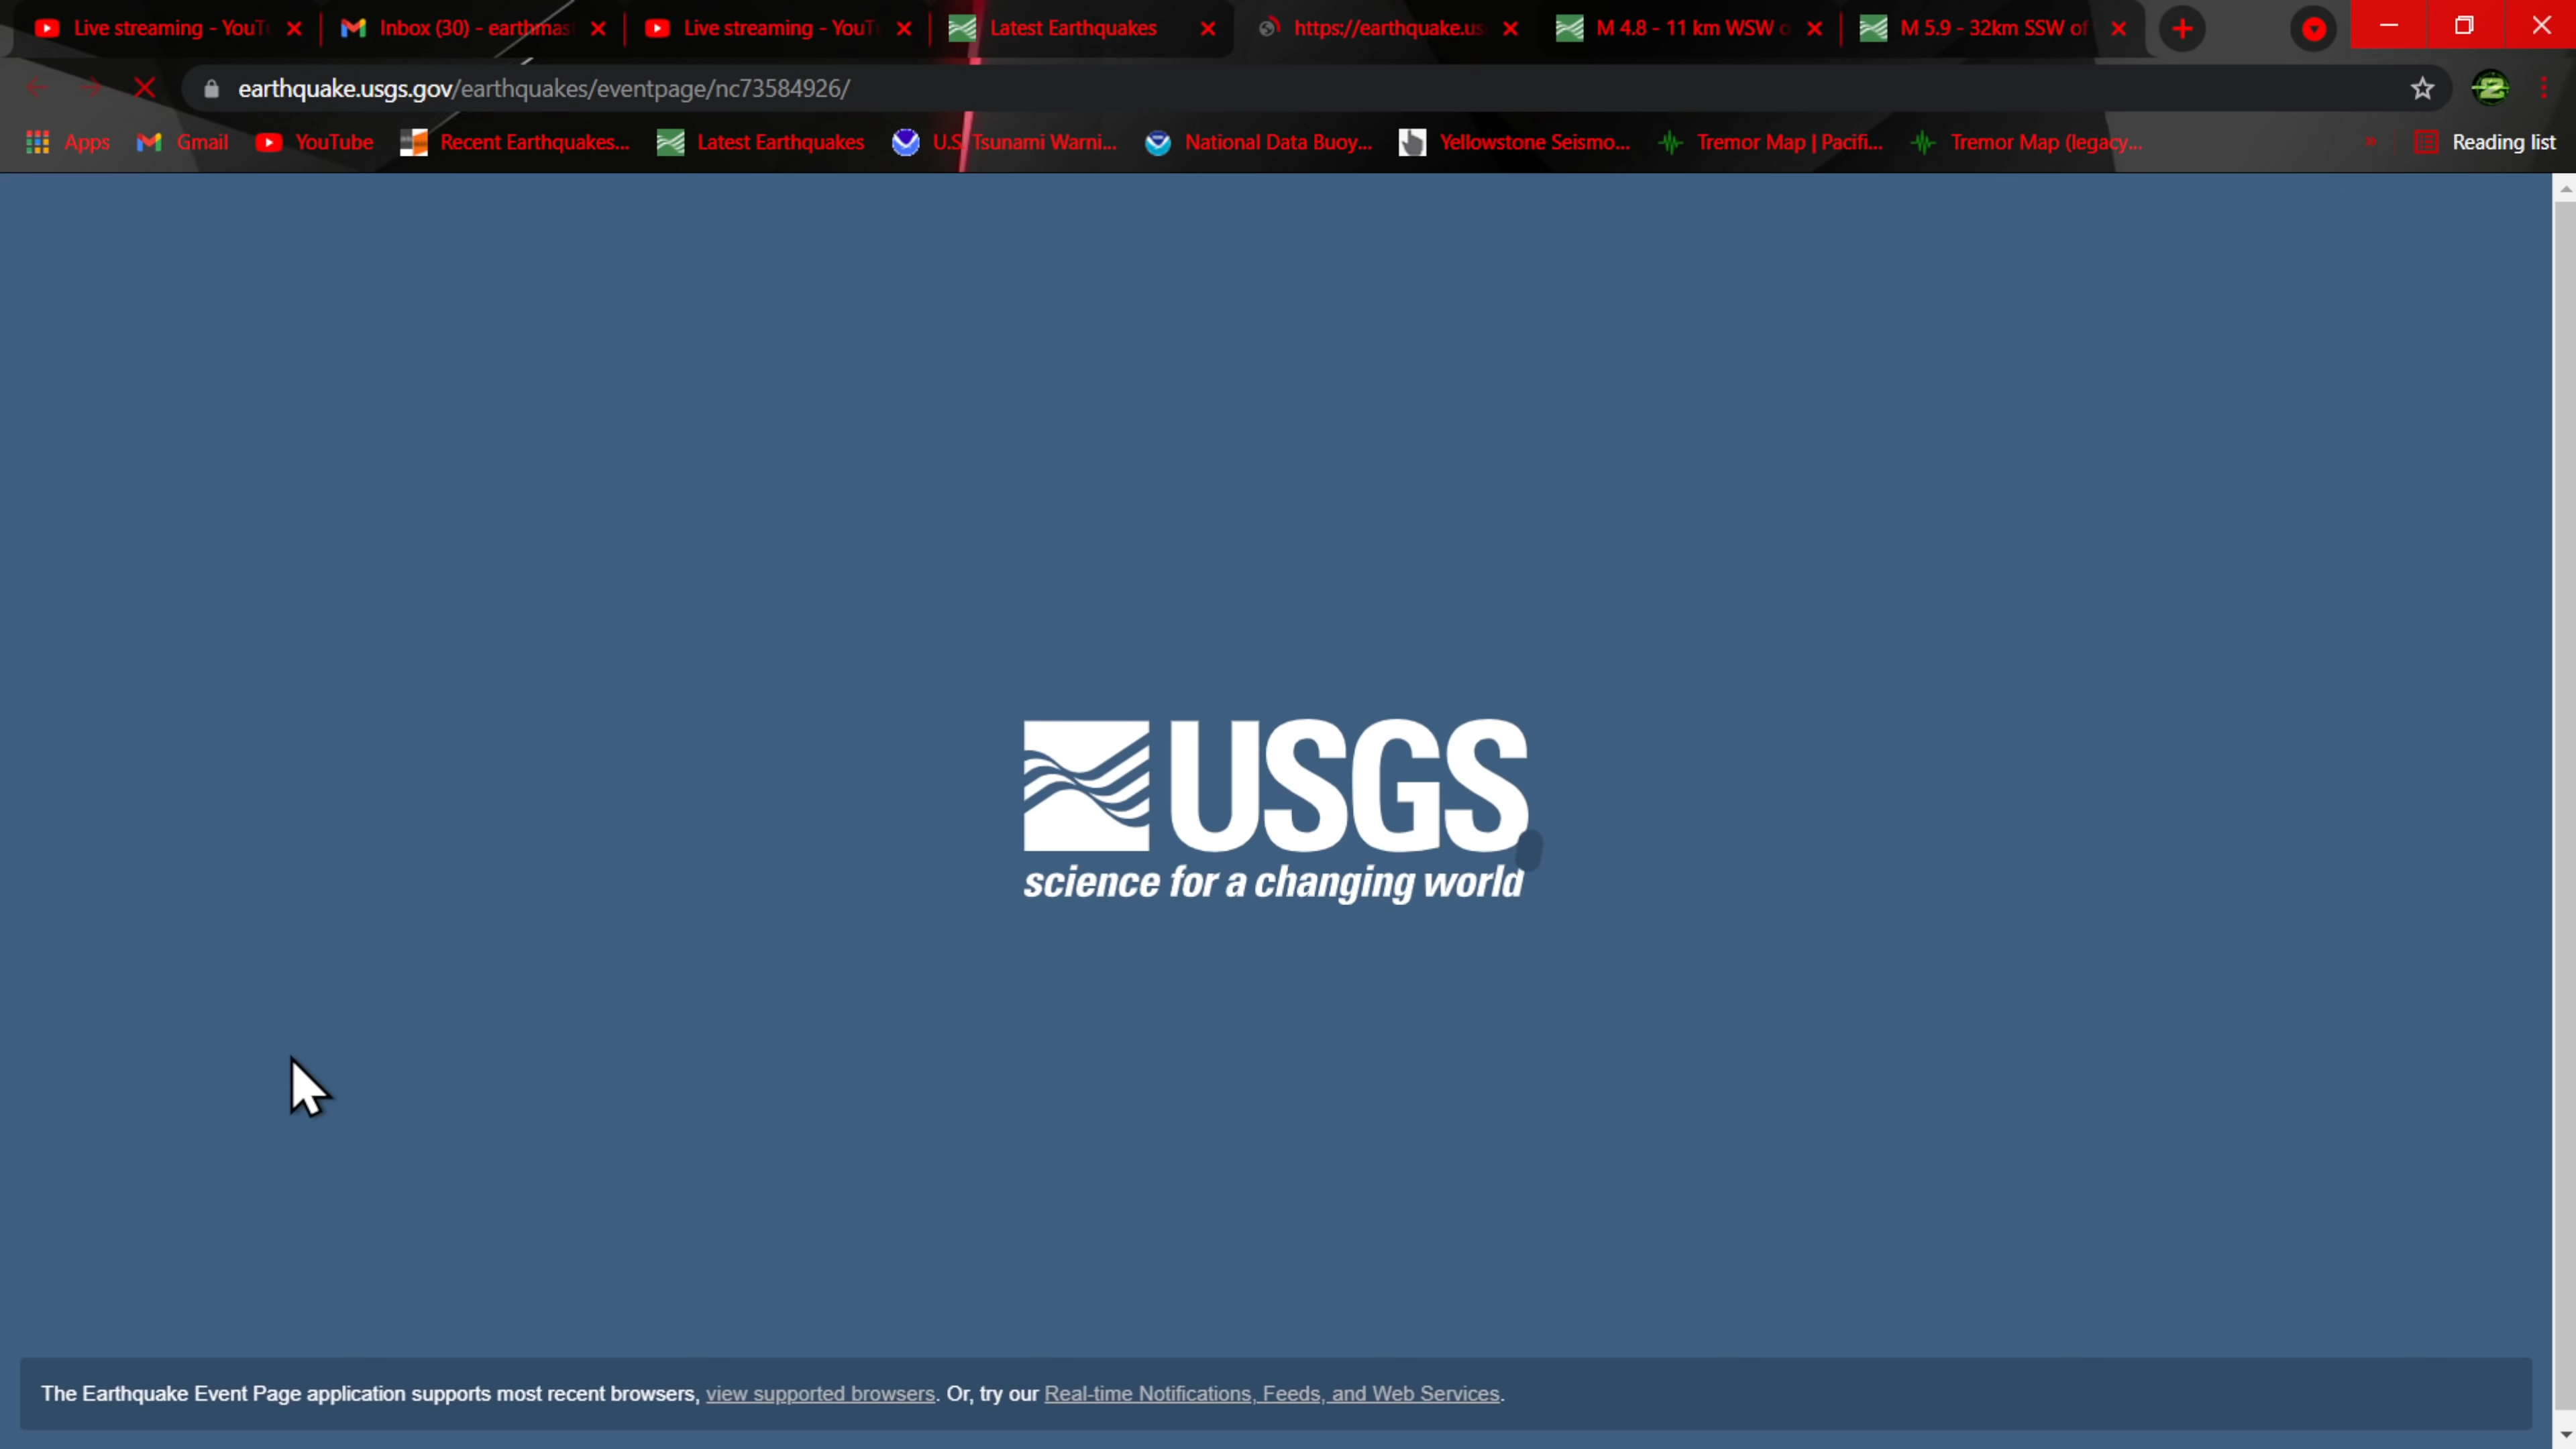 Live streaming - YouT
Inbox (30) - earthmas
Live streaming - YouT
Latest Earthquakes
https://earthquake.us
M 4.8 - 11 km WSW o
M 5.9 - 32km SSW of
earthquake.usgs.gov/earthquakes/eventpage/nc73584926/
Apps
Gmail
YouTube
Recent Earthquakes...
Latest Earthquakes
U.S. Tsunami Warni...
National Data Buoy...
Yellowstone Seismo...
Tremor Map | Pacifi...
Tremor Map (legacy...
Reading list
USGS
science for a changing world
The Earthquake Event Page application supports most recent browsers, view supported browsers. Or, try our Real-time Notifications, Feeds, and Web Services.